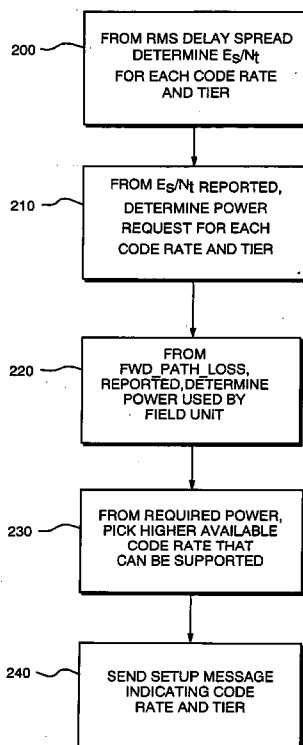 200
FROM RMS DELAY SPREAD
DETERMINE Es/Nt
FOR EACH CODE RATE
AND TIER
210
FROM Es/Nt REPORTED,
DETERMINE POWER
REQUEST FOR EACH
CODE RATE AND TIER
220
FROM
FWD_PATH_LOSS,
REPORTED,DETERMINE
POWER USED BY
FIELD UNIT
230
FROM REQUIRED POWER,
PICK HIGHER AVAILABLE
CODE RATE THAT
CAN BE SUPPORTED
240
SEND SETUP MESSAGE
INDICATING CODE
RATE AND TIER